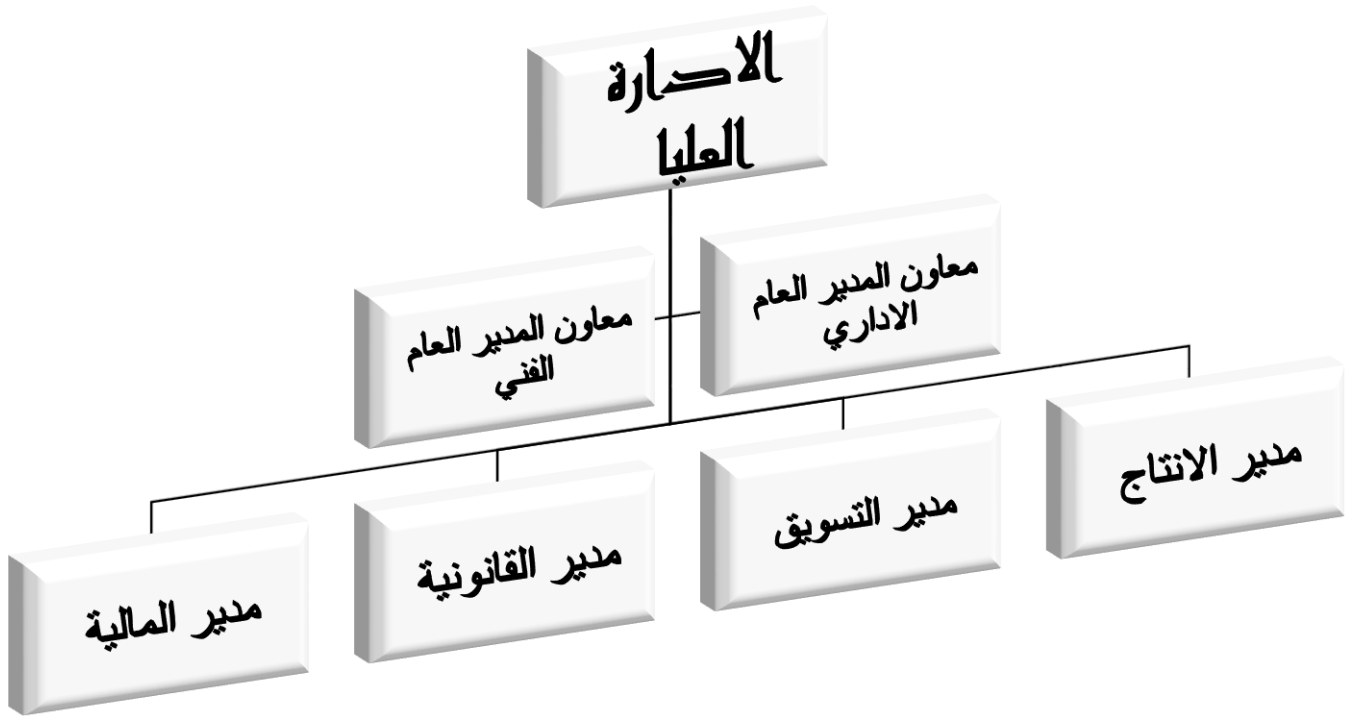 الادارة
العليا
معاون المدير العام
الاداري
معاون المدير العام
الفني
مدير الانتاج
مدير التسويق
مدير القانونية
مدير المالية